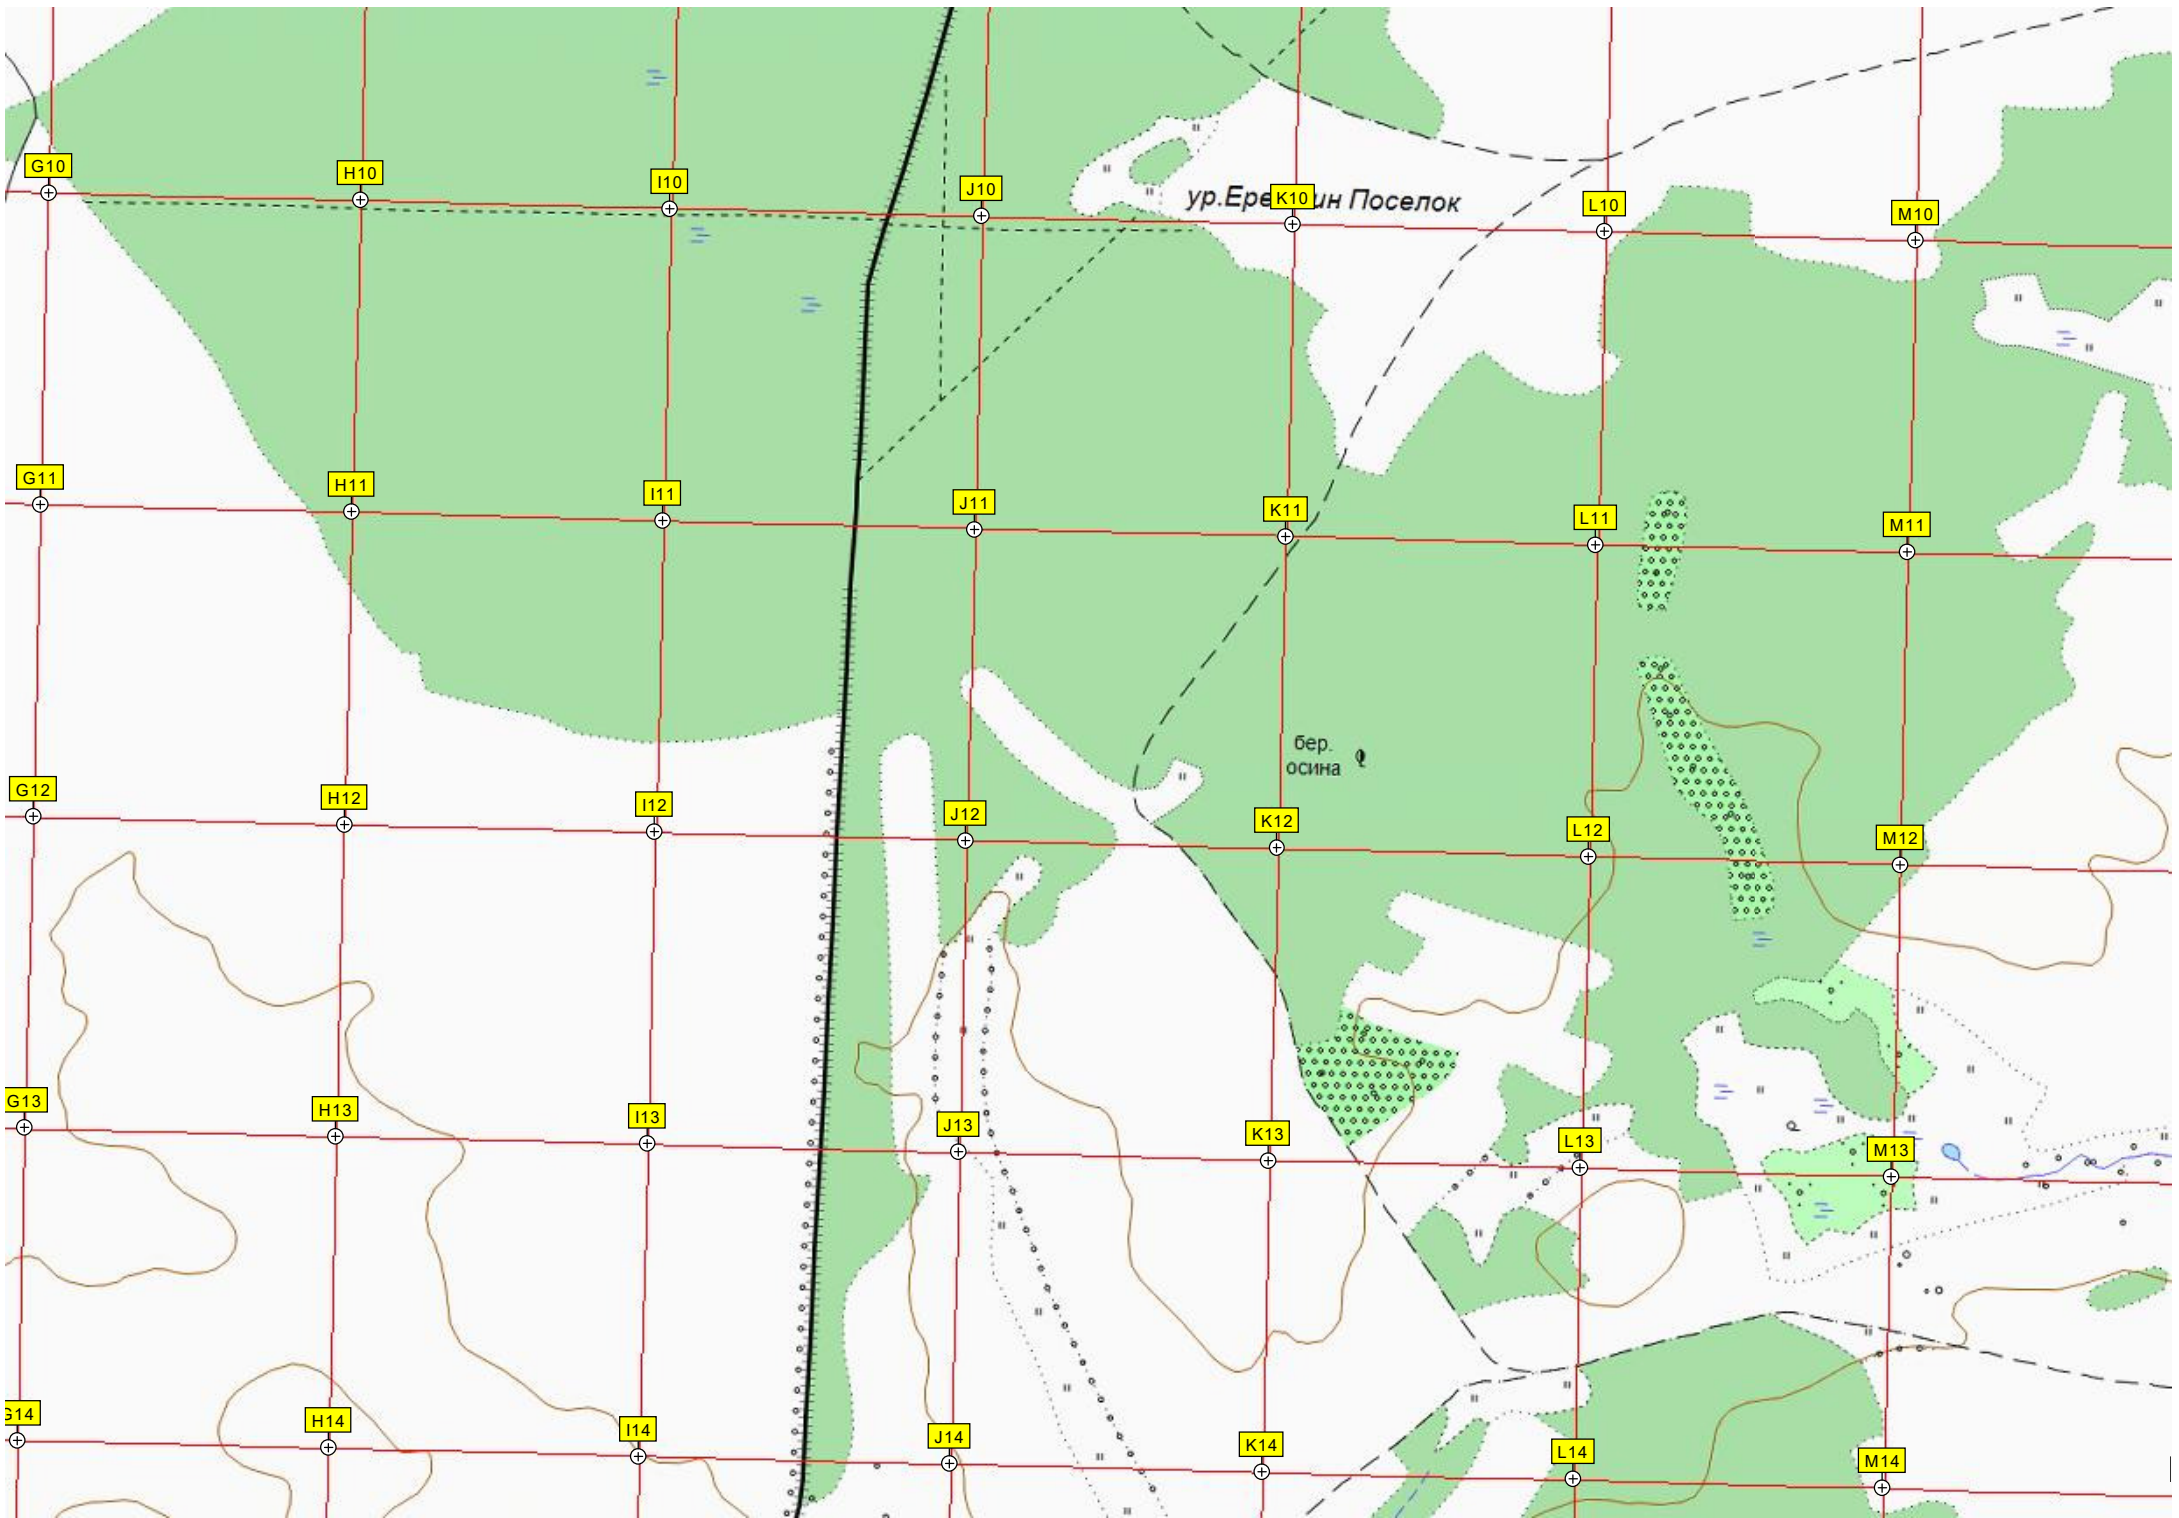 G10 H10 I10 J10 K10 L10 M10
ур. Поселок
G11 H11 I11 J11 K11 L11 M11
бер.
осина
G12 H12 I12 J12 K12 L12 M12
G13 H13 I13 J13 K13 L13 M13
G14 H14 I14 J14 K14 L14 M14